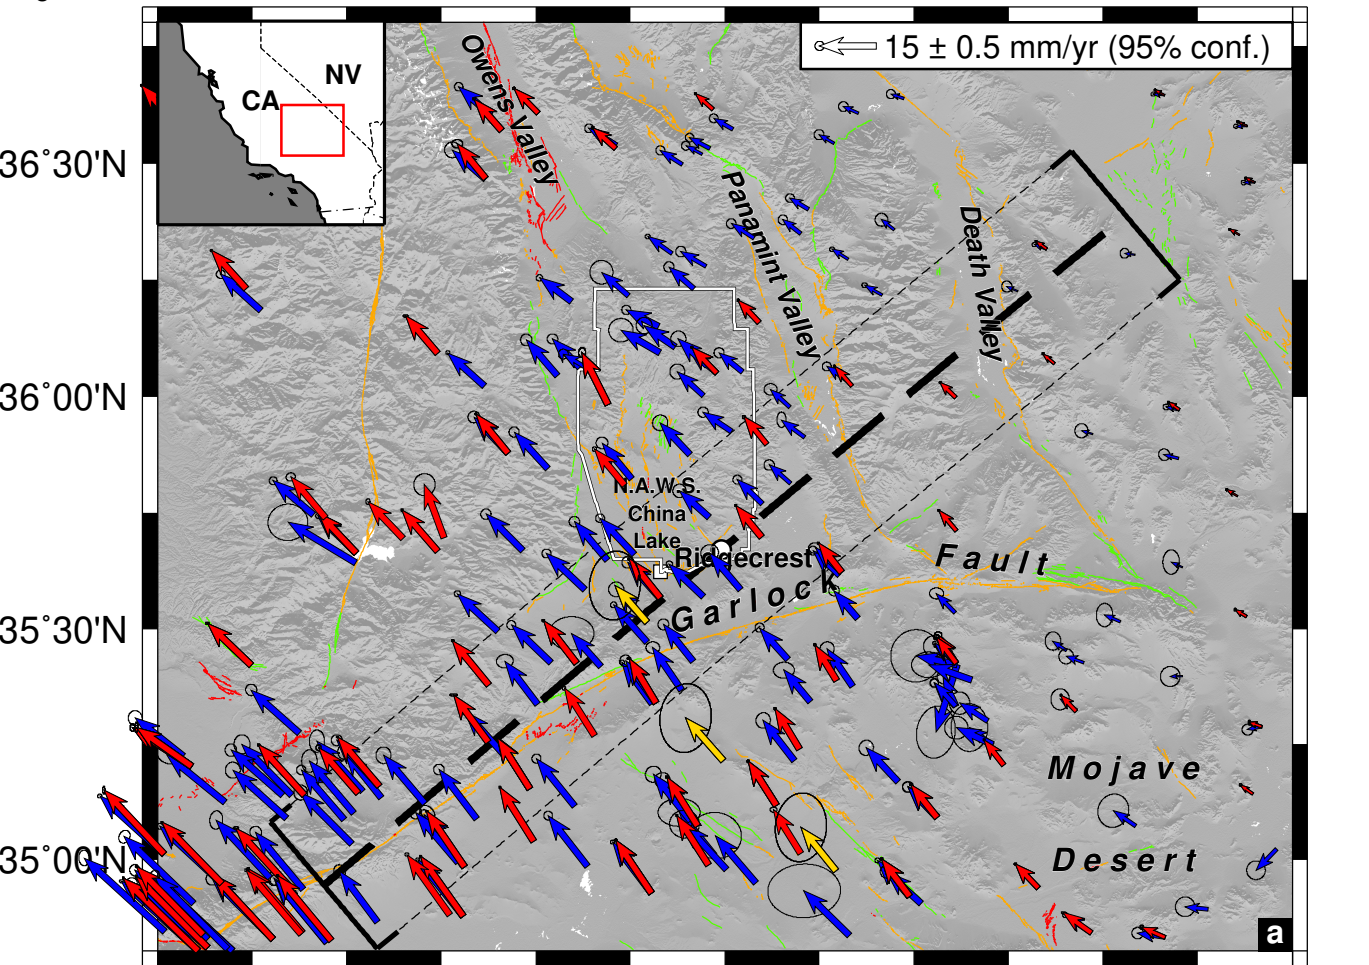 15 ± 0.5 mm/yr (95% conf.)
NV
CA
Owens Valley
36˚30'N
Panamint Valley
Death Valley
36˚00'N
N.A.W.S.
China
Lake
Ridgecrest
Garlock Fault
35˚30'N
Mojave
Desert
35˚00'N
a